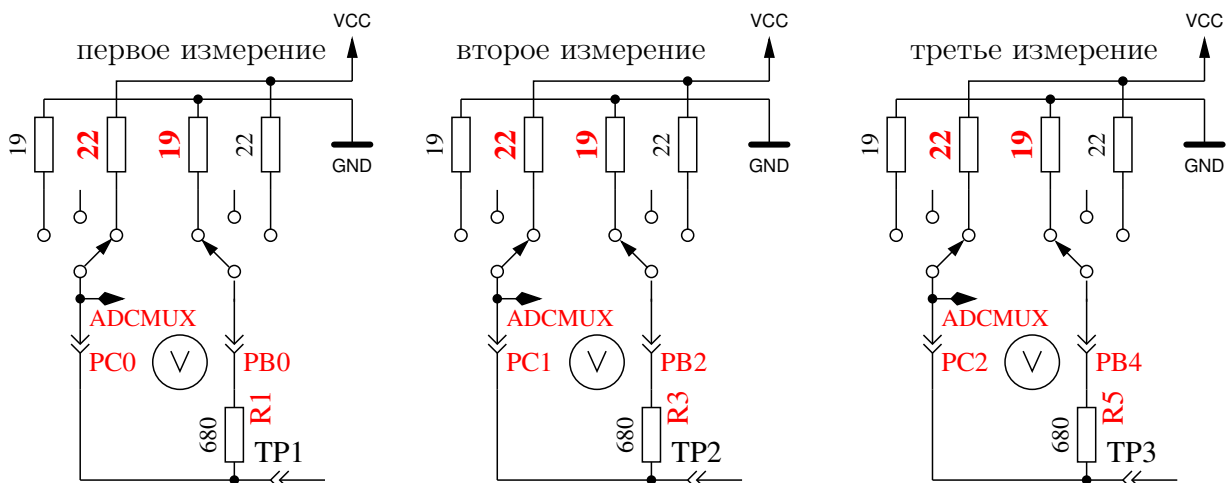 VCC
первое измерение
19
22
19
22
GND
ADCMUX
PC0
V
PB0
R1
680
TP1
VCC
второе измерение
19
22
19
22
GND
ADCMUX
PC1
V
PB2
R3
680
TP2
VCC
третье измерение
19
22
19
22
GND
ADCMUX
PC2
V
PB4
R5
680
TP3